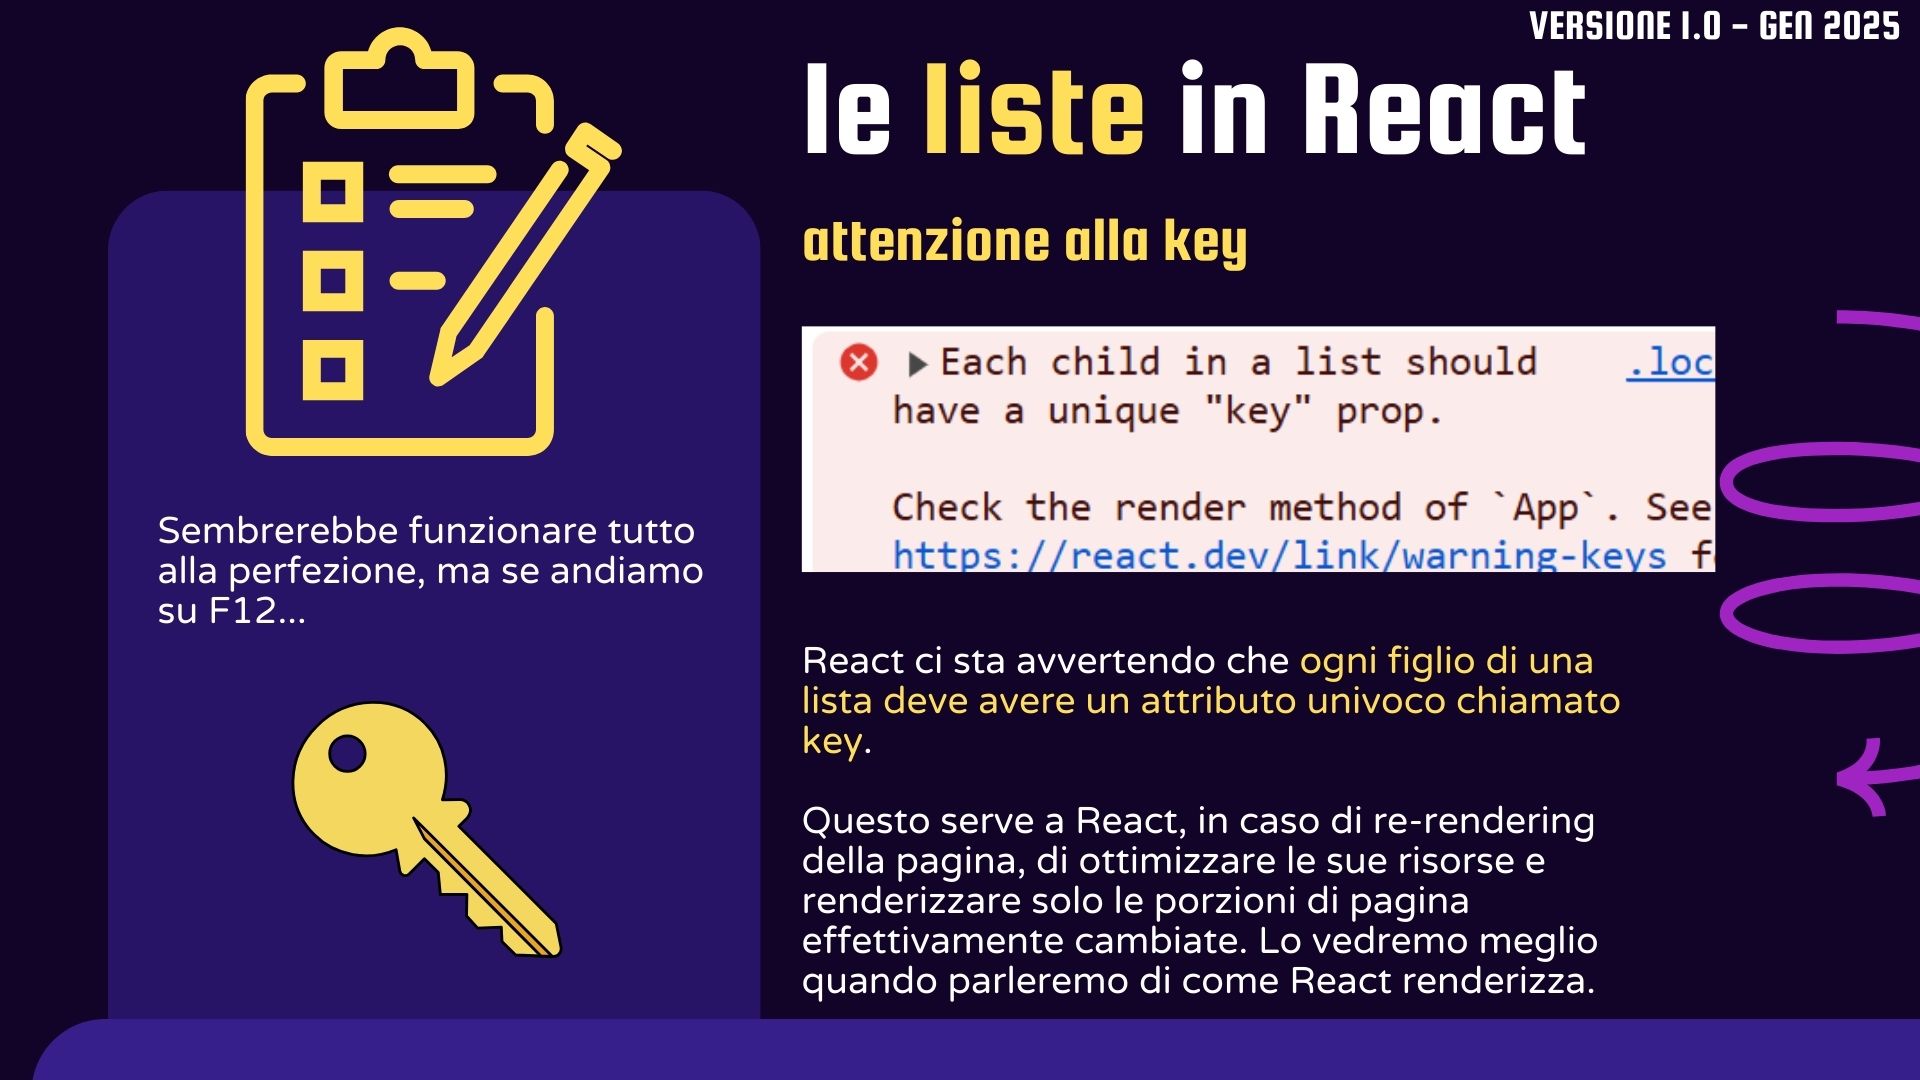 VERSIONE 1.0 - GEN 2025
le liste in React
attenzione alla key
Each child in a list should .loc
have a unique "key" prop.
Check the render method of `App`. See
https://react.dev/link/warning-keys f
Sembrerebbe funzionare tutto
alla perfezione, ma se andiamo
su F12...
React ci sta avvertendo che ogni figlio di una
lista deve avere un attributo univoco chiamato
key.
Questo serve a React, in caso di re-rendering
della pagina, di ottimizzare le sue risorse e
renderizzare solo le porzioni di pagina
effettivamente cambiate. Lo vedremo meglio
quando parleremo di come React renderizza.